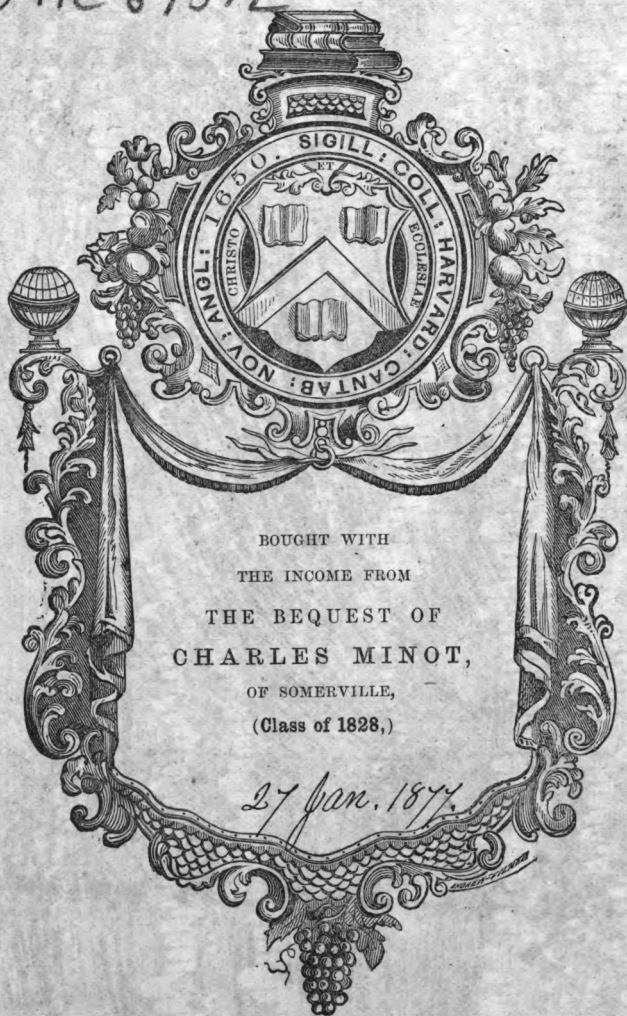 SIGILL: COLL: HARVARD: CANTAB: NOV: ANGL: 1650.
CHRISTO ET ECCLESIAE
BOUGHT WITH
THE INCOME FROM
THE BEQUEST OF
CHARLES MINOT,
OF SOMERVILLE,
(Class of 1828,)
27 Jan. 1877.